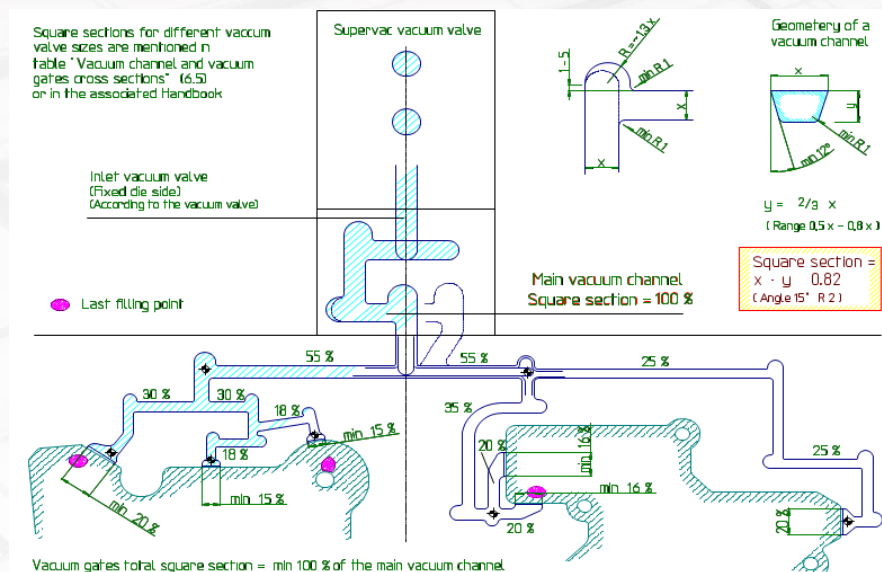 Square sections for different vaccum
valve sizes are mentioned n
table "Vacuum channel and vacuum
gates cross sections" (6.5)
or in the associated Handbook
Supervac vacuum valve
Inlet vacuum valve
(Fixed die side)
(According to the vacuum valve)
Last filling point
Main vacuum channel
Square section = 100 %
1-5
R=~1.3x
min R1
x
min R1
x
Geometery of a
vacuum channel
x
y
min R1
min 12°
y = 2/3 x
(Range 0,5 x - 0,8 x)
Square section =
x · y 0.82
(Angle 15° R 2)
55 %
55 %
25 %
30 %
30 %
18 %
min 15 %
18 %
min 15 %
min 20 %
35 %
20 %
min 16 %
min 16 %
20 %
25 %
20 %
Vacuum gates total square section = min 100 % of the main vacuum channel